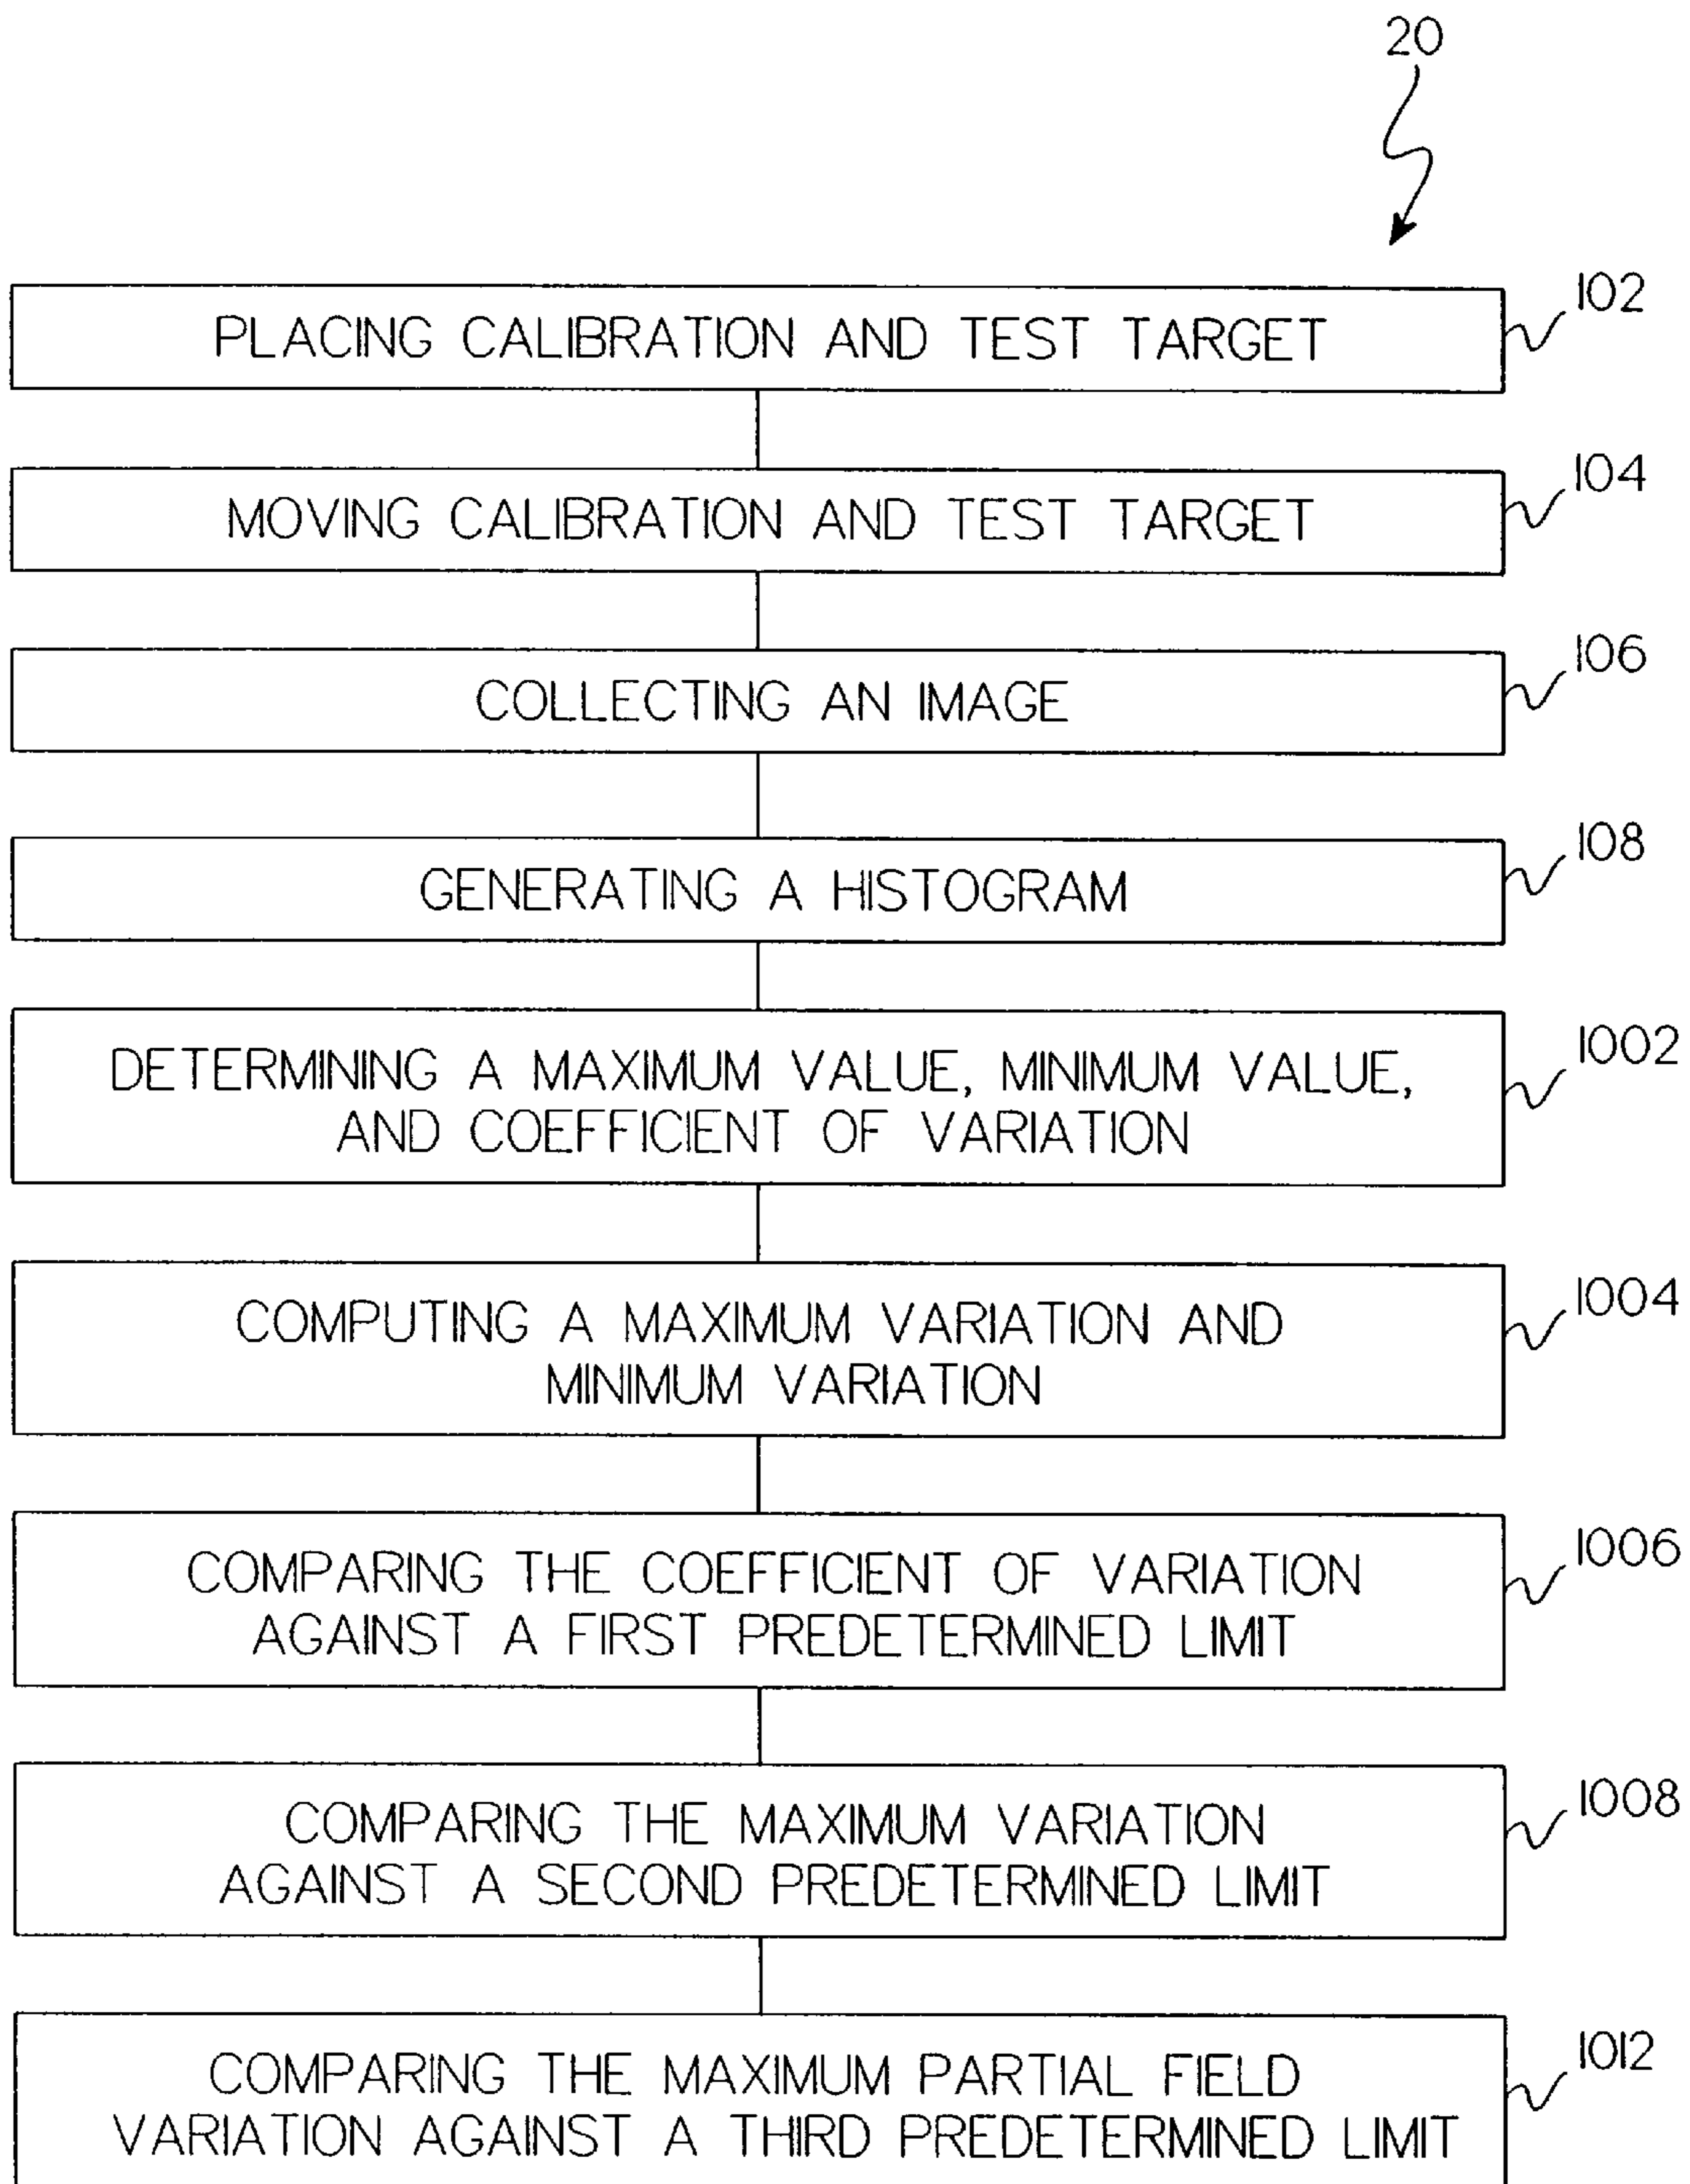 20
PLACING CALIBRATION AND TEST TARGET
102
MOVING CALIBRATION AND TEST TARGET
104
COLLECTING AN IMAGE
106
GENERATING A HISTOGRAM
108
DETERMINING A MAXIMUM VALUE, MINIMUM VALUE,
AND COEFFICIENT OF VARIATION
1002
COMPUTING A MAXIMUM VARIATION AND
MINIMUM VARIATION
1004
COMPARING THE COEFFICIENT OF VARIATION
AGAINST A FIRST PREDETERMINED LIMIT
1006
COMPARING THE MAXIMUM VARIATION
AGAINST A SECOND PREDETERMINED LIMIT
1008
COMPARING THE MAXIMUM PARTIAL FIELD
VARIATION AGAINST A THIRD PREDETERMINED LIMIT
1012